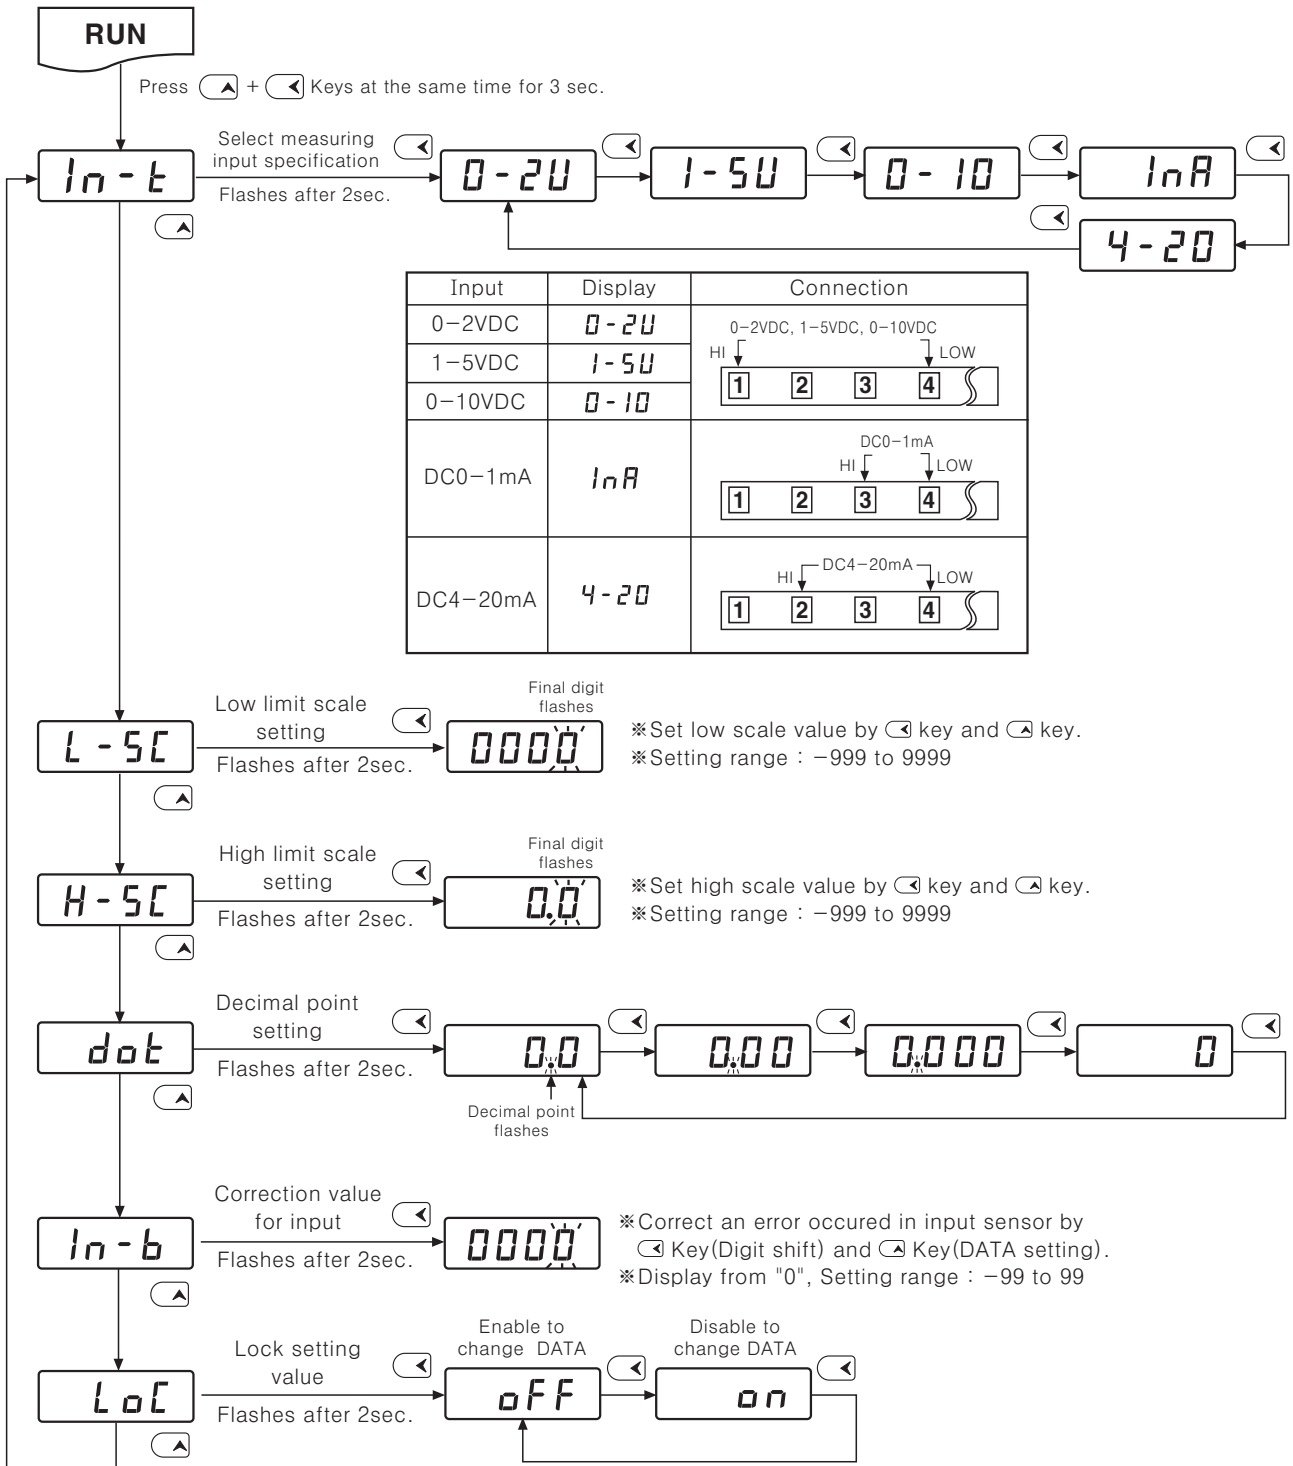 RUN
Press + Keys at the same time for 3 sec.
In-t
Select measuring
input specification
Flashes after 2sec.
0-2U
1-5U
0-10
InA
4-20
Input Display Connection
0-2VDC 0-2U
1-5VDC 1-5U
0-10VDC 0-10
0-2VDC, 1-5VDC, 0-10VDC
HI LOW
1 2 3 4
DC0-1mA InA
DC0-1mA
HI LOW
1 2 3 4
DC4-20mA 4-20
HI DC4-20mA LOW
1 2 3 4
L-SC
Low limit scale
setting
Flashes after 2sec.
Final digit
flashes
0000
※Set low scale value by key and key.
※Setting range : -999 to 9999
H-SC
High limit scale
setting
Flashes after 2sec.
Final digit
flashes
0.0
※Set high scale value by key and key.
※Setting range : -999 to 9999
dot
Decimal point
setting
Flashes after 2sec.
0.0
0.00
0.000
0
Decimal point
flashes
In-b
Correction value
for input
Flashes after 2sec.
0000
※Correct an error occured in input sensor by
Key(Digit shift) and Key(DATA setting).
※Display from "0", Setting range : -99 to 99
LoC
Lock setting
value
Flashes after 2sec.
Enable to
change DATA
oFF
Disable to
change DATA
on